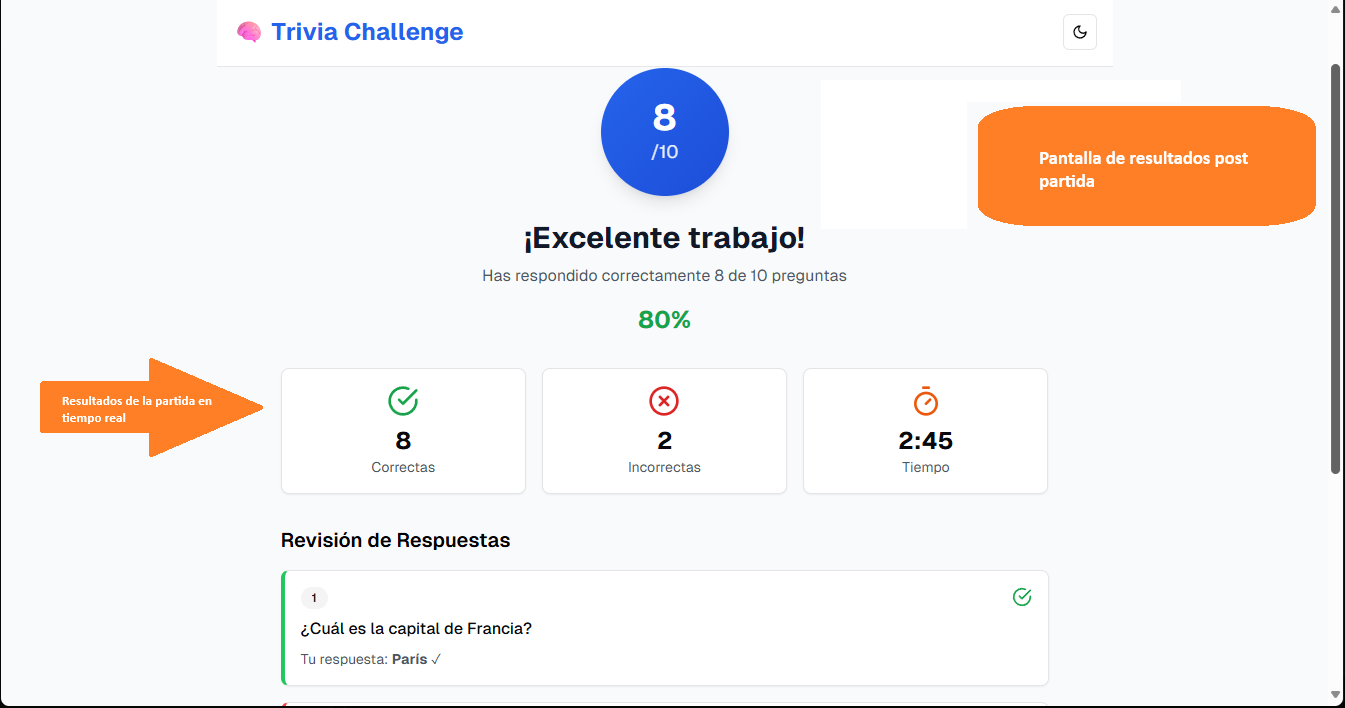 Trivia Challenge
8
/10
Pantalla de resultados post
partida
¡Excelente trabajo!
Has respondido correctamente 8 de 10 preguntas
80%
Resultados de la partida en
tiempo real
8
Correctas
2
Incorrectas
2:45
Tiempo
Revisión de Respuestas
1
¿Cuál es la capital de Francia?
Tu respuesta: París ✓